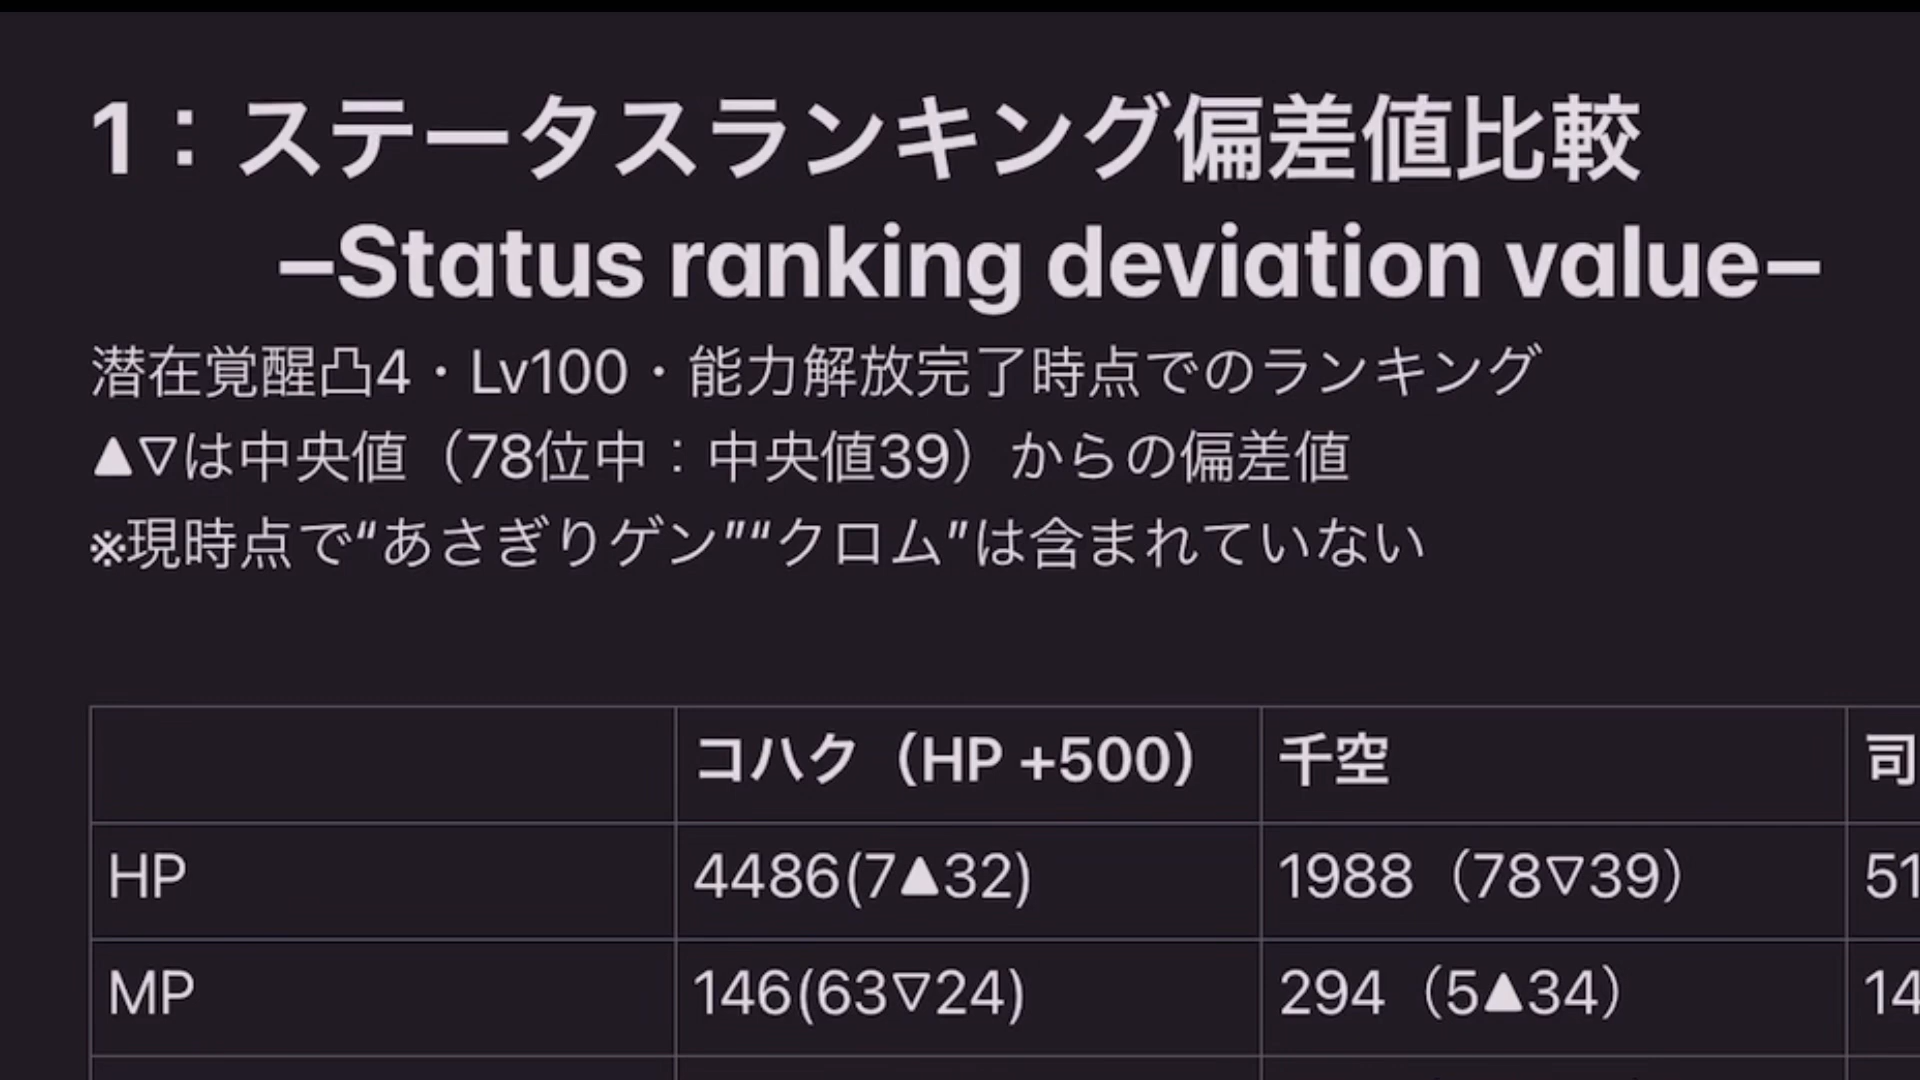 1：ステータスランキング偏差値比較
–Status ranking deviation value–
潜在覚醒凸4・Lv100・能力解放完了時点でのランキング
▲▽は中央値（78位中：中央値39）からの偏差値
※現時点で“あさぎりゲン”“クロム”は含まれていない
コハク（HP +500） 千空 司
HP 4486(7▲32) 1988（78▽39） 51
MP 146(63▽24) 294（5▲34） 14